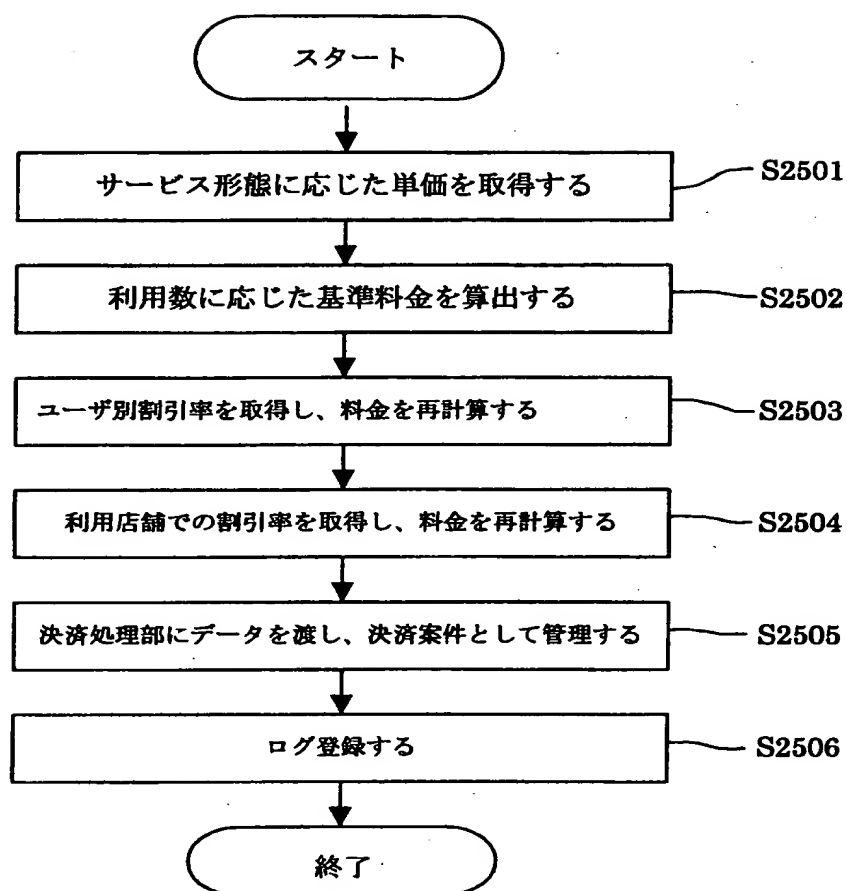 スタート
サービス形態に応じた単価を取得する
S2501
利用数に応じた基準料金を算出する
S2502
ユーザ別割引率を取得し、料金を再計算する
S2503
利用店舗での割引率を取得し、料金を再計算する
S2504
決済処理部にデータを渡し、決済案件として管理する
S2505
ログ登録する
S2506
終了